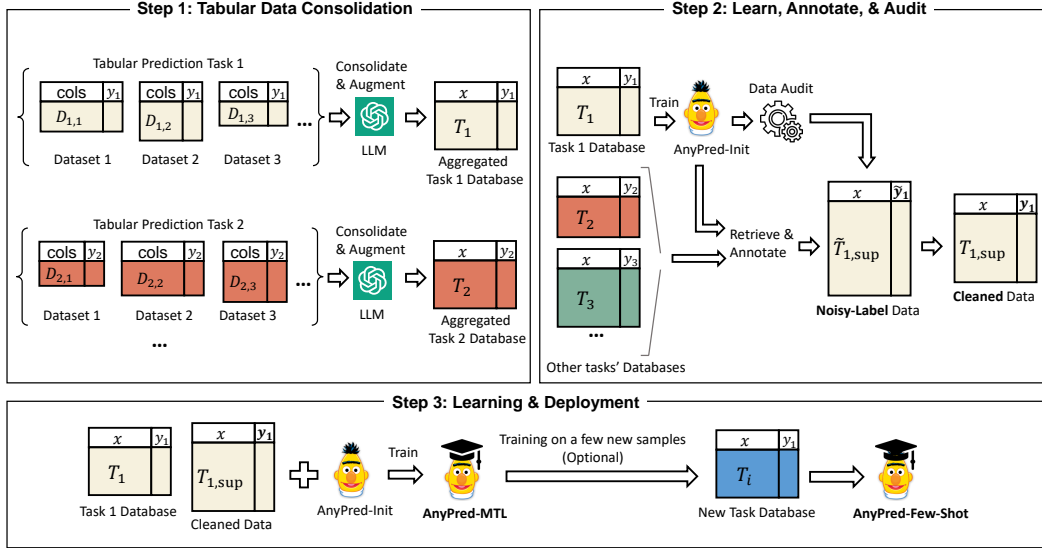 Step 1: Tabular Data Consolidation
Tabular Prediction Task 1
cols y₁
D₁,₁
Dataset 1
cols y₁
D₁,₂
Dataset 2
cols y₁
D₁,₃
Dataset 3
...
Consolidate
& Augment
LLM
x y₁
T₁
Aggregated
Task 1 Database
Tabular Prediction Task 2
cols y₂
D₂,₁
Dataset 1
cols y₂
D₂,₂
Dataset 2
cols y₂
D₂,₃
Dataset 3
...
Consolidate
& Augment
LLM
x y₂
T₂
Aggregated
Task 2 Database
...
Step 2: Learn, Annotate, & Audit
x y₁
T₁
Task 1 Database
Train
AnyPred-Init
Data Audit
x y₂
T₂
x y₃
T₃
...
Other tasks' Databases
Retrieve &
Annotate
x ỹ₁
T̃₁,sup
Noisy-Label Data
x y₁
T₁,sup
Cleaned Data
Step 3: Learning & Deployment
x y₁
T₁
Task 1 Database
x y₁
T₁,sup
Cleaned Data
AnyPred-Init
Train
AnyPred-MTL
Training on a few new samples
(Optional)
x y₁
Tᵢ
New Task Database
AnyPred-Few-Shot